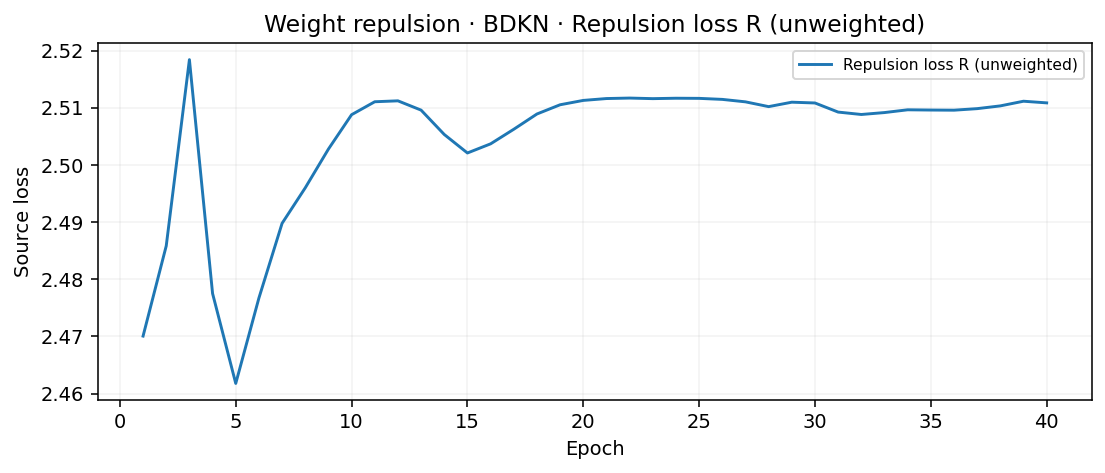 Weight repulsion · BDKN · Repulsion loss R (unweighted)
Repulsion loss R (unweighted)
Source loss
2.52
2.51
2.50
2.49
2.48
2.47
2.46
0 5 10 15 20 25 30 35 40
Epoch